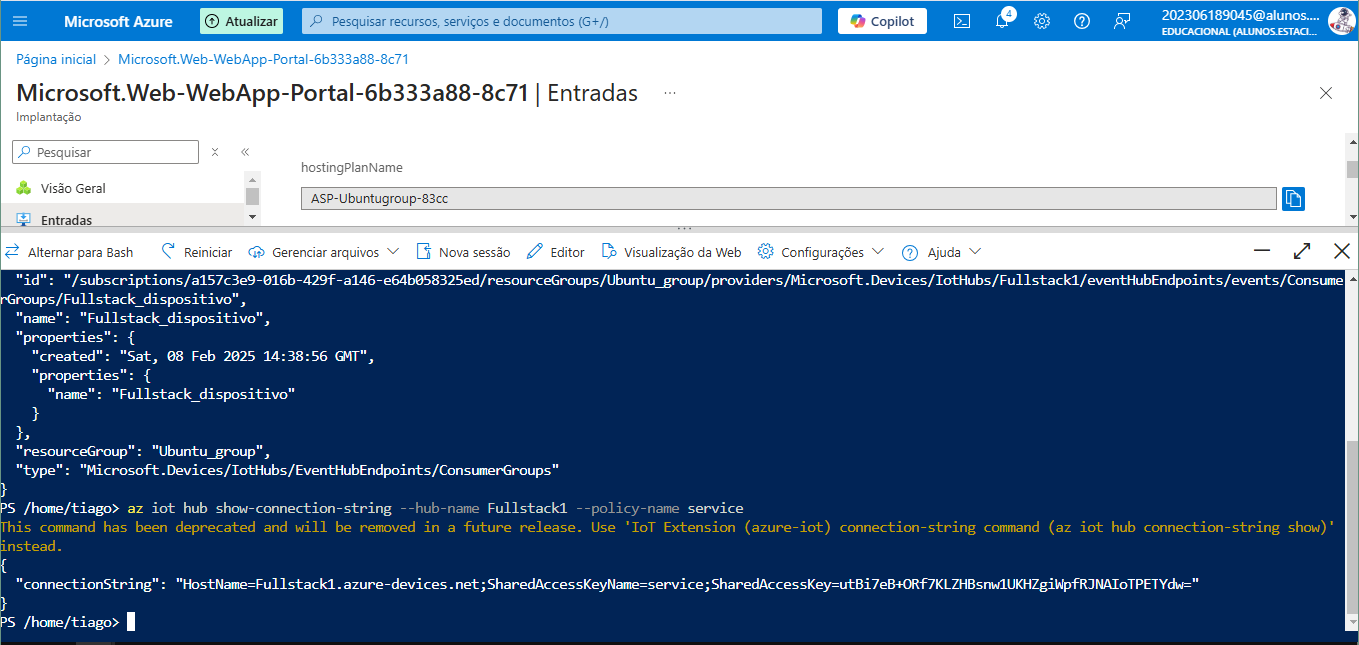 Microsoft Azure
Atualizar
Pesquisar recursos, serviços e documentos (G+/)
Copilot
4
202306189045@alunos....
EDUCACIONAL (ALUNOS.ESTACI...
Página inicial > Microsoft.Web-WebApp-Portal-6b333a88-8c71
Microsoft.Web-WebApp-Portal-6b333a88-8c71 | Entradas ...
Implantação
Pesquisar
Visão Geral
Entradas
hostingPlanName
ASP-Ubuntugroup-83cc
Alternar para Bash Reiniciar Gerenciar arquivos Nova sessão Editor Visualização da Web Configurações Ajuda
"id": "/subscriptions/a157c3e9-016b-429f-a146-e64b058325ed/resourceGroups/Ubuntu_group/providers/Microsoft.Devices/IotHubs/Fullstack1/eventHubEndpoints/events/Consume
rGroups/Fullstack_dispositivo",
"name": "Fullstack_dispositivo",
"properties": {
"created": "Sat, 08 Feb 2025 14:38:56 GMT",
"properties": {
"name": "Fullstack_dispositivo"
}
},
"resourceGroup": "Ubuntu_group",
"type": "Microsoft.Devices/IotHubs/EventHubEndpoints/ConsumerGroups"
}
PS /home/tiago> az iot hub show-connection-string --hub-name Fullstack1 --policy-name service
This command has been deprecated and will be removed in a future release. Use 'IoT Extension (azure-iot) connection-string command (az iot hub connection-string show)'
instead.
{
"connectionString": "HostName=Fullstack1.azure-devices.net;SharedAccessKeyName=service;SharedAccessKey=utBi7eB+ORf7KLZHBsnw1UKHZgiWpfRJNAIoTPETYdw="
}
PS /home/tiago>